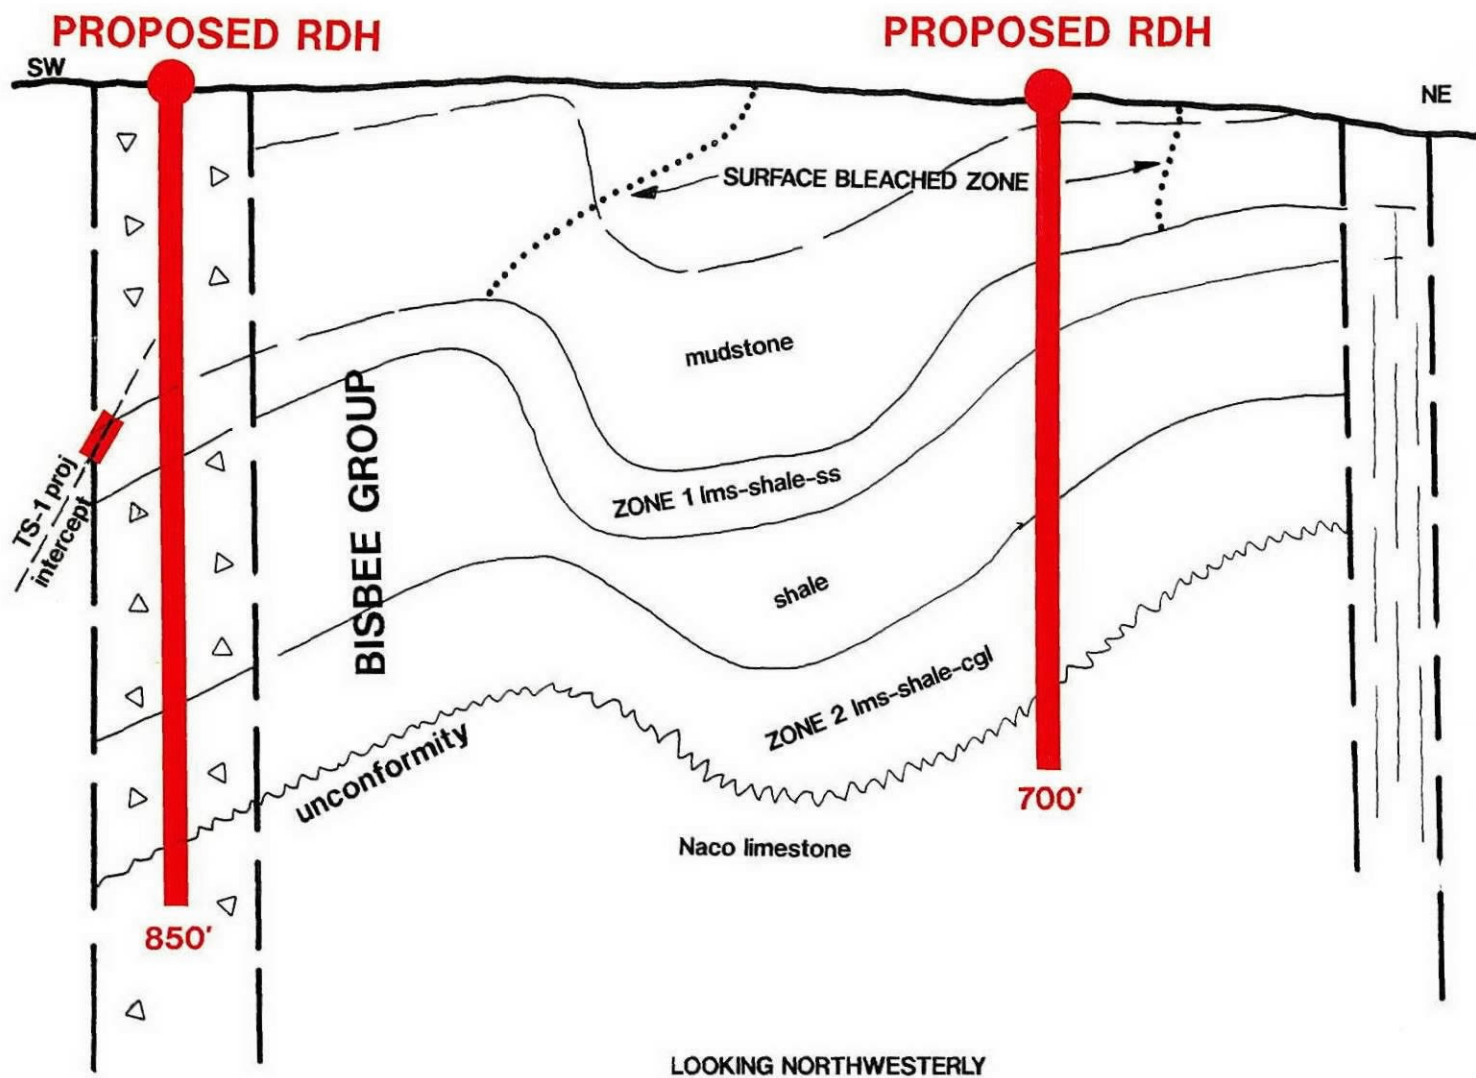 PROPOSED RDH
PROPOSED RDH
SW
NE
SURFACE BLEACHED ZONE
mudstone
TS-1 proj
intercept
BISBEE GROUP
ZONE 1 lms-shale-ss
shale
ZONE 2 lms-shale-cgl
unconformity
700'
Naco limestone
850'
LOOKING NORTHWESTERLY